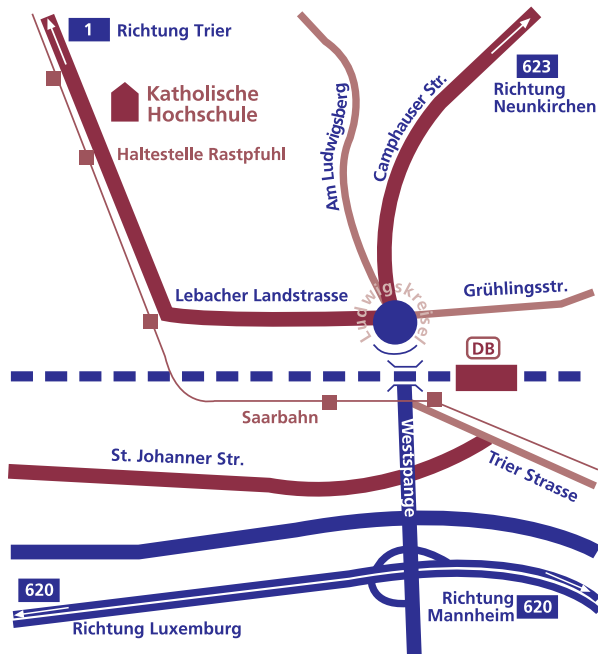 1
Richtung Trier
623
Richtung
Neunkirchen
Katholische
Hochschule
Haltestelle Rastpfuhl
Am Ludwigsberg
Camphauser Str.
Lebacher Landstrasse
Ludwigskreisel
Grühlingsstr.
DB
Saarbahn
St. Johanner Str.
Westspange
Trier Strasse
620
Richtung Luxemburg
Richtung
Mannheim
620